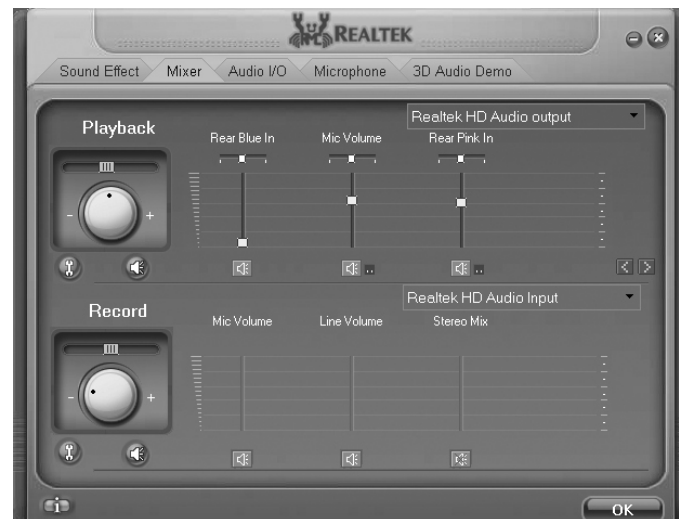 REALTEK
Sound Effect Mixer Audio I/O Microphone 3D Audio Demo
Playback
Realtek HD Audio output
Rear Blue In Mic Volume Rear Pink In
- +
Record
Realtek HD Audio Input
Mic Volume Line Volume Stereo Mix
- +
i
OK